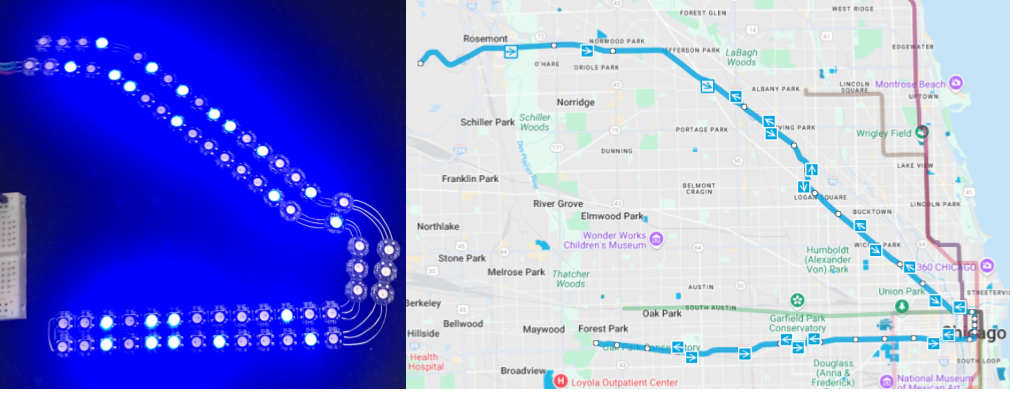 WEST RIDGE
FOREST GLEN
Rosemont
NORWOOD PARK
EDGEWATER
JEFFERSON PARK
LaBagh
Woods
O'HARE
ORIOLE PARK
LINCOLN
SQUARE
Montrose Beach
ALBANY PARK
UPTOWN
Norridge
Schiller Park
Schiller
Woods
PORTAGE PARK
IRVING PARK
Wrigley Field
171
DUNNING
LAKE VIEW
Franklin Park
BELMONT
CRAGIN
LOGAN SQUARE
River Grove
LINCOLN PARK
Elmwood Park
BUCKTOWN
Northlake
Wonder Works
Children's Museum
WICKER PARK
Stone Park
Humboldt
(Alexander
Von) Park
360 CHICAGO
Melrose Park
Thatcher
Woods
AUSTIN
Union Park
STREETERVILL
Berkeley
SOUTH AUSTIN
Oak Park
Garfield Park
Conservatory
Bellwood
Maywood
Forest Park
Chicago
Hillside
Oak Park Conservatory
Health
Hospital
Broadview
Douglass
(Anna &
Frederick)
SOUTH LOOP
Loyola Outpatient Center
National Museum
of Mexican Art